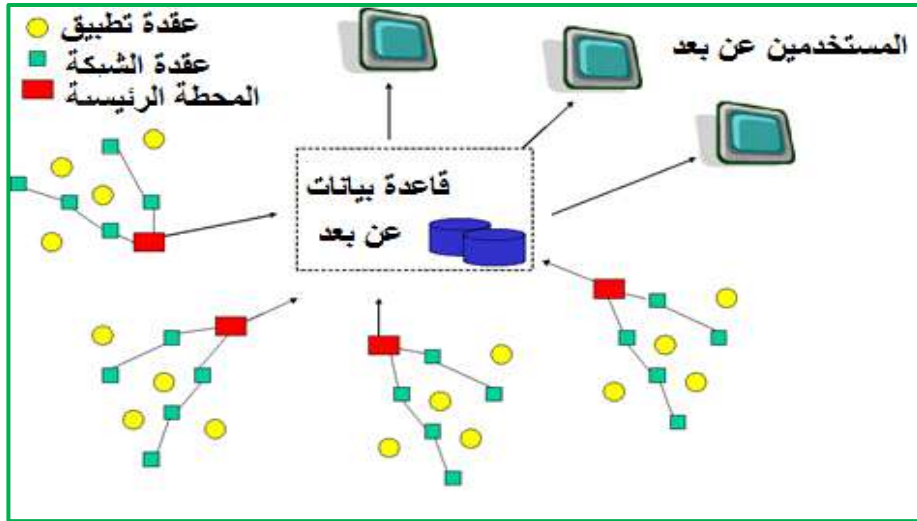 عقدة تطبيق
عقدة الشبكة
المحطة الرئيسة
المستخدمين عن بعد
قاعدة بيانات
عن بعد